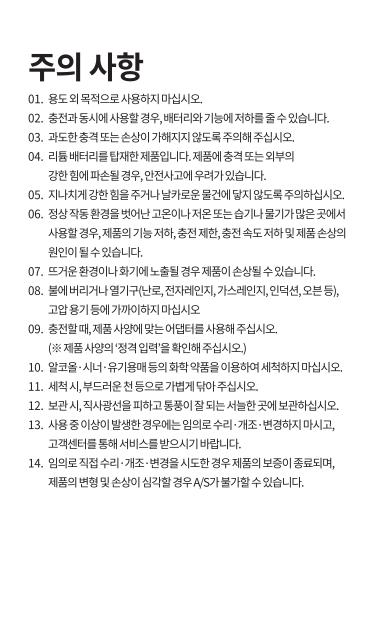 주의 사항
01. 용도 외 목적으로 사용하지 마십시오.
02. 충전과 동시에 사용할 경우, 배터리와 기능에 저하를 줄 수 있습니다.
03. 과도한 충격 또는 손상이 가해지지 않도록 주의해 주십시오.
04. 리튬 배터리를 탑재한 제품입니다. 제품에 충격 또는 외부의
강한 힘에 파손될 경우, 안전사고에 우려가 있습니다.
05. 지나치게 강한 힘을 주거나 날카로운 물건에 닿지 않도록 주의하십시오.
06. 정상 작동 환경을 벗어난 고온이나 저온 또는 습기나 물기가 많은 곳에서
사용할 경우, 제품의 기능 저하, 충전 제한, 충전 속도 저하 및 제품 손상의
원인이 될 수 있습니다.
07. 뜨거운 환경이나 화기에 노출될 경우 제품이 손상될 수 있습니다.
08. 불에 버리거나 열기구(난로, 전자레인지, 가스레인지, 인덕션, 오븐 등),
고압 용기 등에 가까이하지 마십시오
09. 충전할 때, 제품 사양에 맞는 어댑터를 사용해 주십시오.
(※ 제품 사양의 ‘정격 입력’을 확인해 주십시오.)
10. 알코올·시너·유기용매 등의 화학 약품을 이용하여 세척하지 마십시오.
11. 세척 시, 부드러운 천 등으로 가볍게 닦아 주십시오.
12. 보관 시, 직사광선을 피하고 통풍이 잘 되는 서늘한 곳에 보관하십시오.
13. 사용 중 이상이 발생한 경우에는 임의로 수리·개조·변경하지 마시고,
고객센터를 통해 서비스를 받으시기 바랍니다.
14. 임의로 직접 수리·개조·변경을 시도한 경우 제품의 보증이 종료되며,
제품의 변형 및 손상이 심각할 경우 A/S가 불가할 수 있습니다.